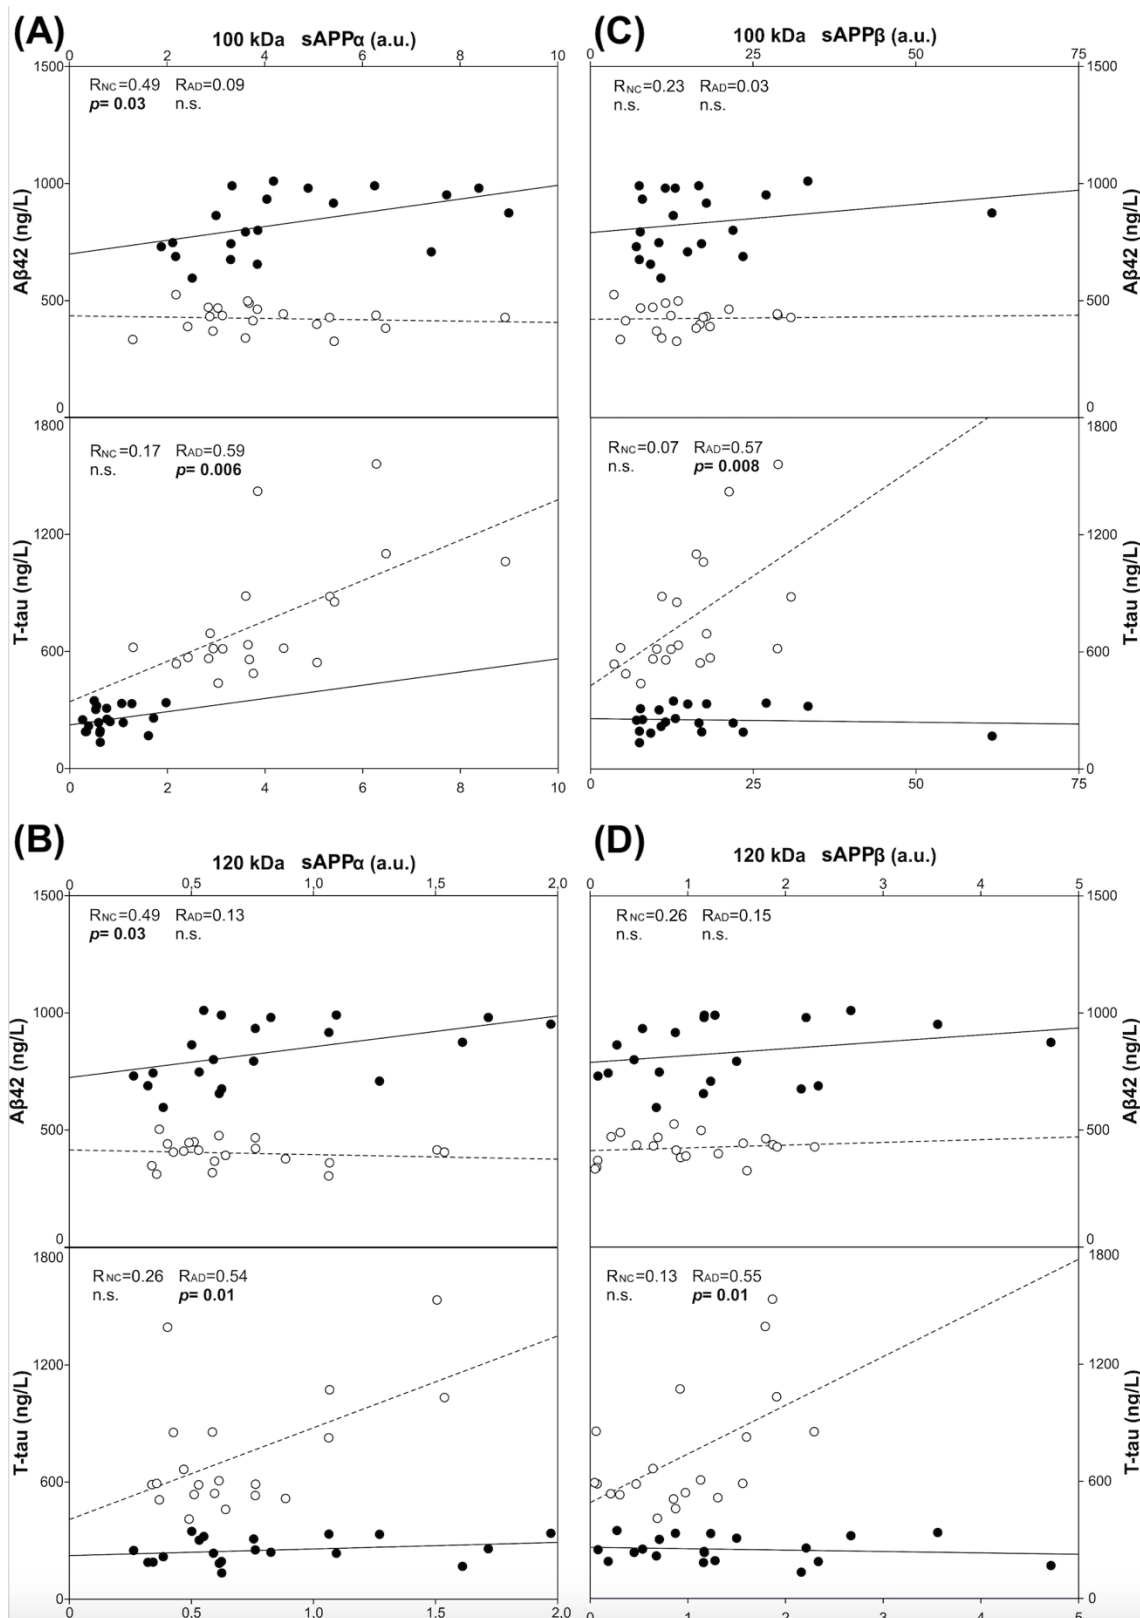 (A)
100 kDa sAPPα (a.u.)
0 2 4 6 8 10
1500
RNC=0.49 RAD=0.09
p= 0.03 n.s.
1000
Aβ42 (ng/L)
500
0
1800
RNC=0.17 RAD=0.59
n.s. p= 0.006
1200
T-tau (ng/L)
600
0
0 2 4 6 8 10
(C)
100 kDa sAPPβ (a.u.)
0 25 50 75
1500
RNC=0.23 RAD=0.03
n.s. n.s.
1000
Aβ42 (ng/L)
500
0
1800
RNC=0.07 RAD=0.57
n.s. p= 0.008
1200
T-tau (ng/L)
600
0
0 25 50 75
(B)
120 kDa sAPPα (a.u.)
0 0,5 1,0 1,5 2,0
1500
RNC=0.49 RAD=0.13
p= 0.03 n.s.
1000
Aβ42 (ng/L)
500
0
1800
RNC=0.26 RAD=0.54
n.s. p= 0.01
1200
T-tau (ng/L)
600
0
0 0.5 1.0 1.5 2.0
(D)
120 kDa sAPPβ (a.u.)
0 1 2 3 4 5
1500
RNC=0.26 RAD=0.15
n.s. n.s.
1000
Aβ42 (ng/L)
500
0
1800
RNC=0.13 RAD=0.55
n.s. p= 0.01
1200
T-tau (ng/L)
600
0
0 1 2 3 4 5